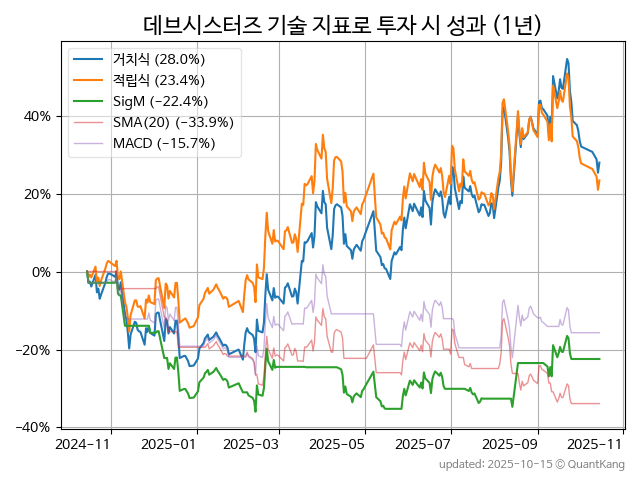 데브시스터즈 기술 지표로 투자 시 성과 (1년)
거치식 (28.0%)
적립식 (23.4%)
SigM (−22.4%)
SMA(20) (−33.9%)
MACD (−15.7%)
40%
20%
0%
−20%
−40%
2024−11
2025−01
2025−03
2025−05
2025−07
2025−09
2025−11
updated: 2025-10-15 © QuantKang